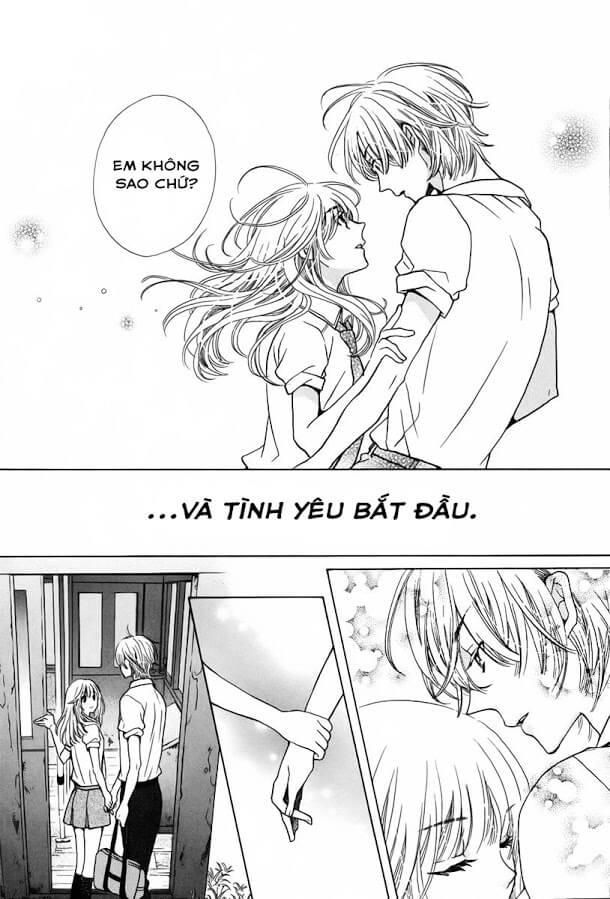 EM KHÔNG
SAO CHỨ?
...VÀ TÌNH YÊU BẮT ĐẦU.